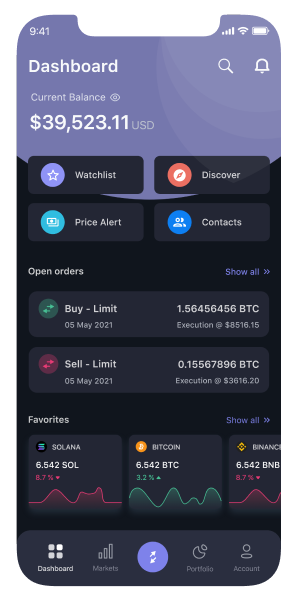 9:41
Dashboard
Current Balance
$39,523.11 USD
Watchlist
Discover
Price Alert
Contacts
Open orders
Show all
Buy - Limit
1.56456456 BTC
05 May 2021
Execution @ $8516.15
Sell - Limit
0.15567896 BTC
05 May 2021
Execution @ $3616.20
Favorites
Show all
SOLANA
6.542 SOL
8.7 %
BITCOIN
6.542 BTC
3.2 %
BINANCE
6.542 BNB
8.7 %
Dashboard
Markets
Portfolio
Account